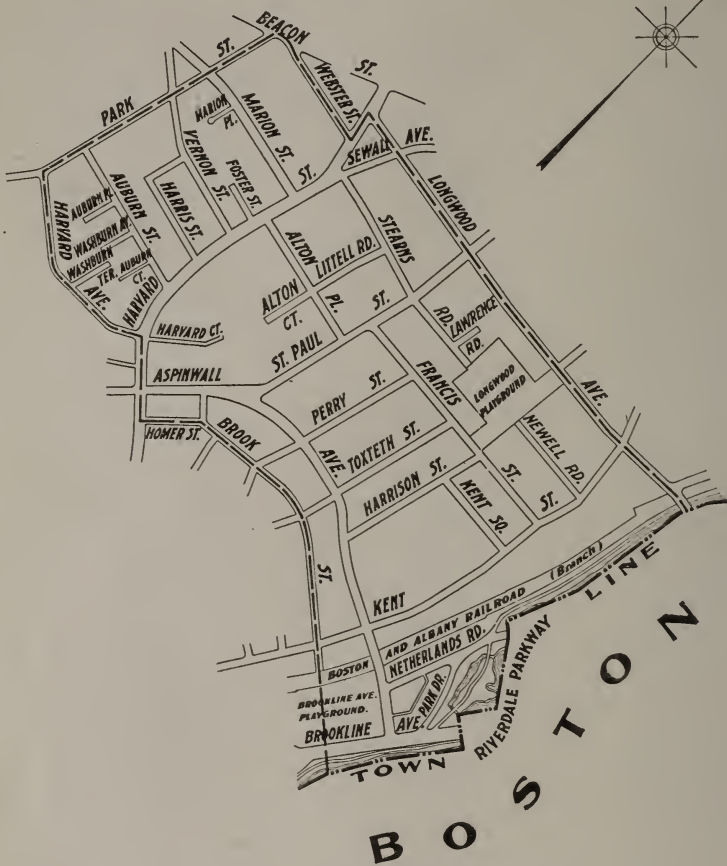 BEACON
ST.
PARK
WEBSTER ST.
ST.
MARION PL.
MARION ST.
VERNON ST.
FOSTER ST.
ST.
SEWALL AVE.
LONGWOOD
HARVARD
AUBURN PL.
AUBURN ST.
HARRIS ST.
WASHBURN AV.
WASHBURN TER.
AUBURN CT.
AVE.
HARVARD
ALTON
LITTELL RD.
STEARNS
ALTON CT.
PL.
ST.
RD.
LAWRENCE RD.
HARVARD CT.
ST. PAUL
ASPINWALL
FRANCIS
LONGWOOD PLAYGROUND
AVE.
PERRY ST.
HOMER ST.
BROOK
AVE.
TOXTETH ST.
NEWELL RD.
HARRISON ST.
KENT SQ.
ST.
ST.
ST.
KENT
BOSTON AND ALBANY RAILROAD (Branch)
LINE
NETHERLANDS RD.
BROOKLINE AVE. PLAYGROUND.
PARK DR.
BROOKLINE AVE.
RIVERDALE PARKWAY
TOWN
BOSTON